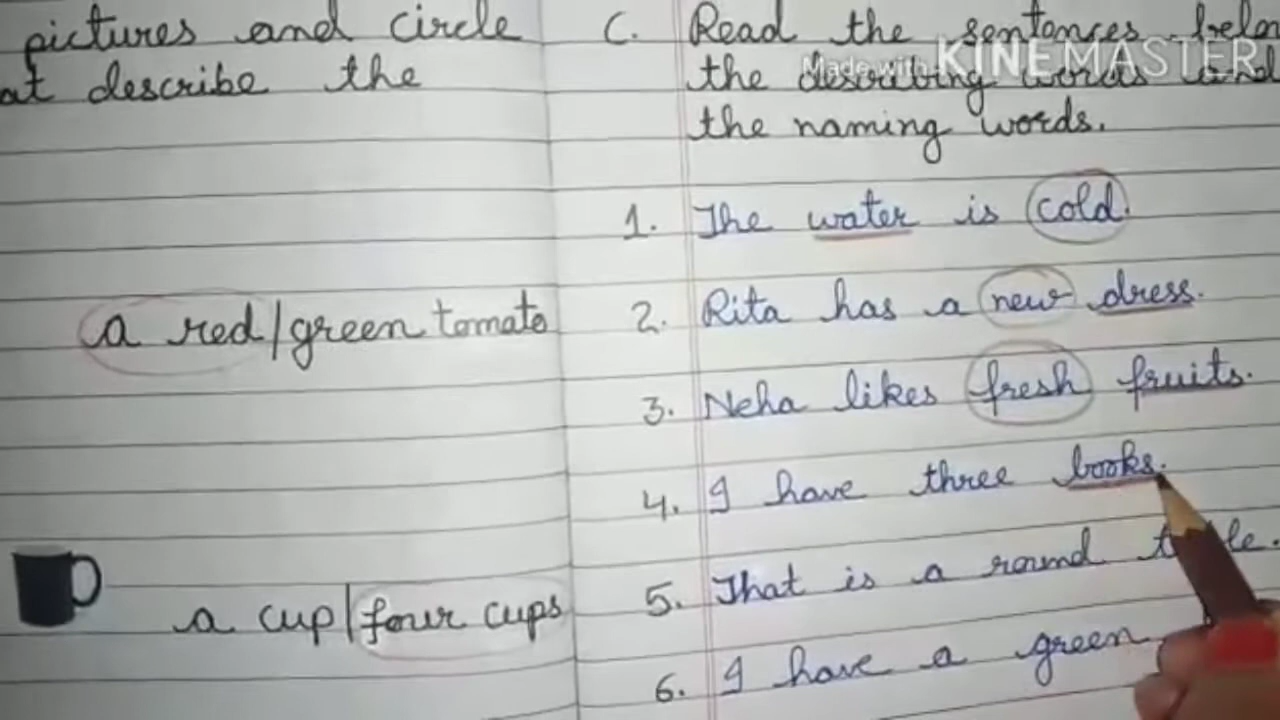 pictures and circle
at describe the
a red/green tomato
a cup/four cups
C. Read the sentences
the describing words and
the naming words.
1. The water is cold.
2. Rita has a new dress.
3. Neha likes fresh fruits.
4. I have three books.
5. That is a round
6. I have a green
Made with KINEMASTER